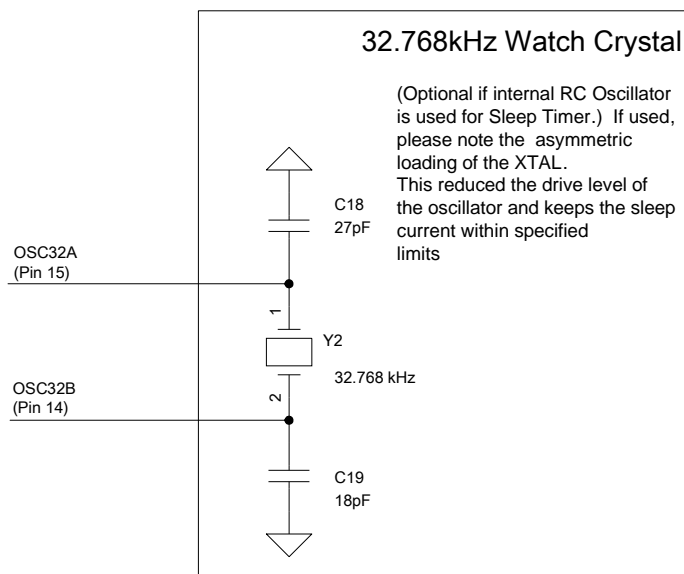 32.768kHz Watch Crystal
(Optional if internal RC Oscillator
is used for Sleep Timer.) If used,
please note the asymmetric
loading of the XTAL.
This reduced the drive level of
the oscillator and keeps the sleep
current within specified
limits
C18
27pF
OSC32A
(Pin 15)
1
Y2
32.768 kHz
OSC32B
(Pin 14)
2
C19
18pF